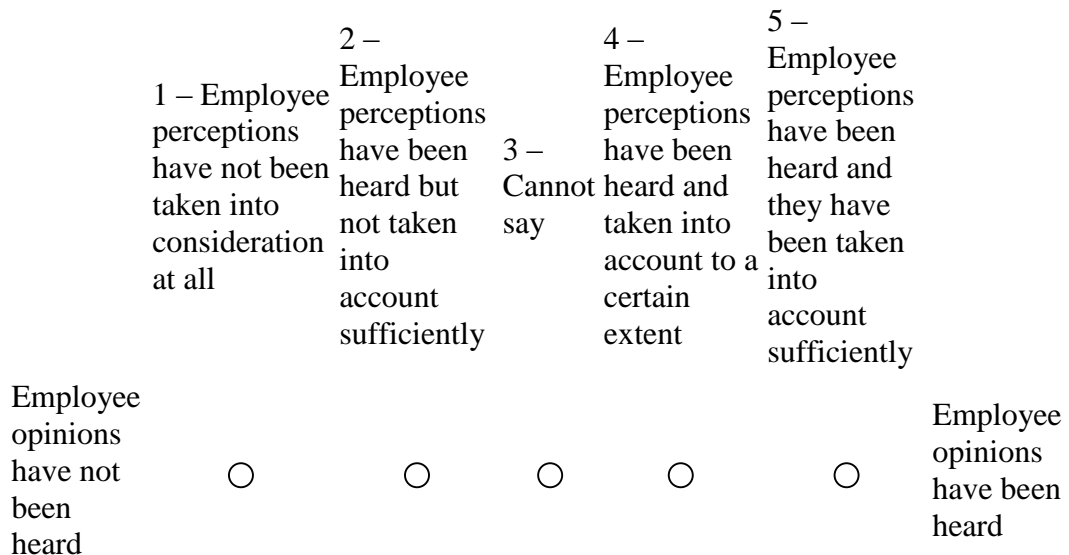 1 – Employee
perceptions
have not been
taken into
consideration
at all
2 –
Employee
perceptions
have been
heard but
not taken
into
account
sufficiently
3 –
Cannot
say
4 –
Employee
perceptions
have been
heard and
taken into
account to a
certain
extent
5 –
Employee
perceptions
have been
heard and
they have
been taken
into
account
sufficiently
Employee
opinions
have not
been
heard
Employee
opinions
have been
heard